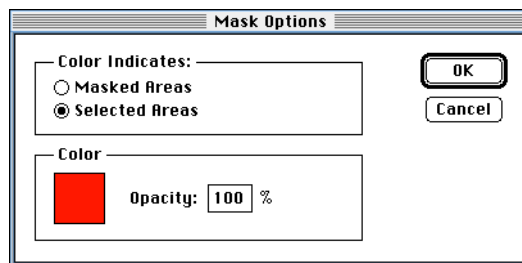 Mask Options
Color Indicates:
Masked Areas
Selected Areas
OK
Cancel
Color
Opacity: 100 %